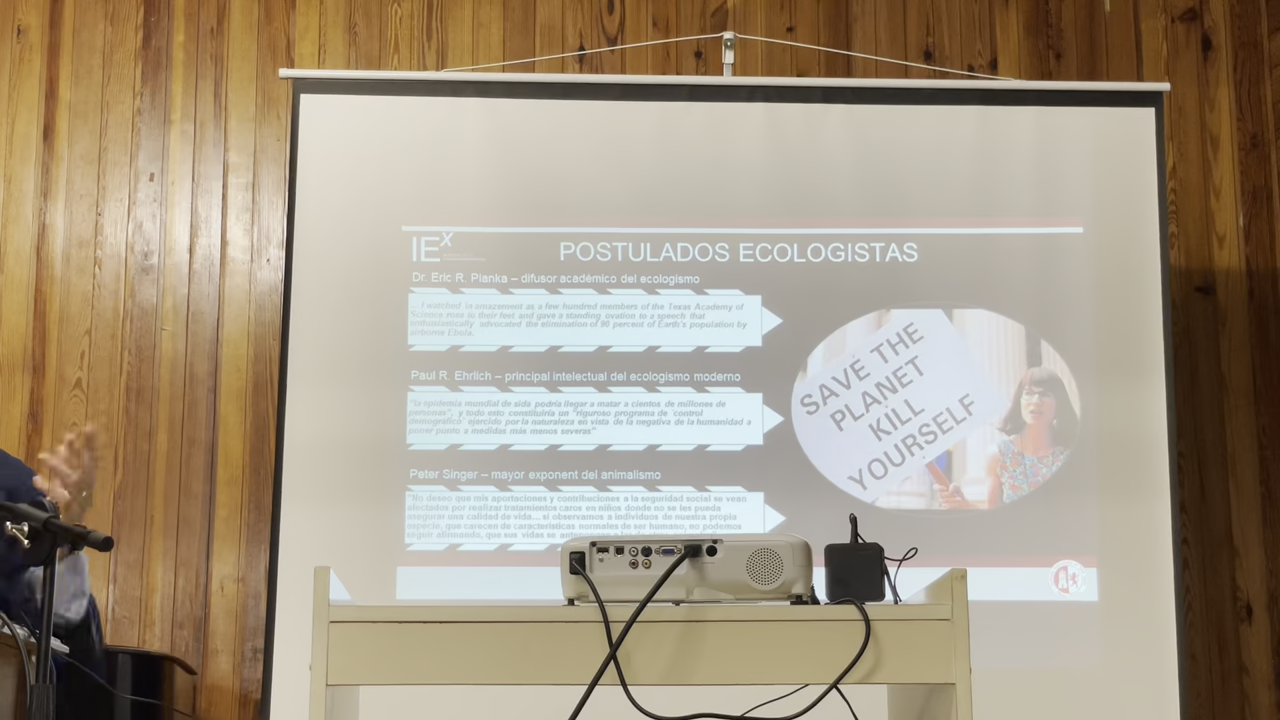 IEX
POSTULADOS ECOLOGISTAS
Dr. Eric R. Pianka – difusor académico del ecologismo
... I watched in amazement as a few hundred members of the Texas Academy of
Science rose to their feet and gave a standing ovation to a speech that
enthusiastically advocated the elimination of 90 percent of Earth's population by
airborne Ebola.
Paul R. Ehrlich – principal intelectual del ecologismo moderno
"la epidemia mundial de sida podría llegar a matar a cientos de millones de
personas", y todo esto constituiría un "riguroso programa de 'control
demográfico' ejercido por la naturaleza en vista de la negativa de la humanidad a
poner punto a medidas más menos severas"
Peter Singer – mayor exponent del animalismo
"No deseo que mis aportaciones y contribuciones a la seguridad social se vean
afectados por realizar tratamientos caros en niños donde no se les pueda
asegurar una calidad de vida... si observamos a individuos de nuestra propia
especie, que carecen de características normales de ser humano, no podemos
seguir afirmando, que sus vidas se
SAVE THE
PLANET
KILL
YOURSELF